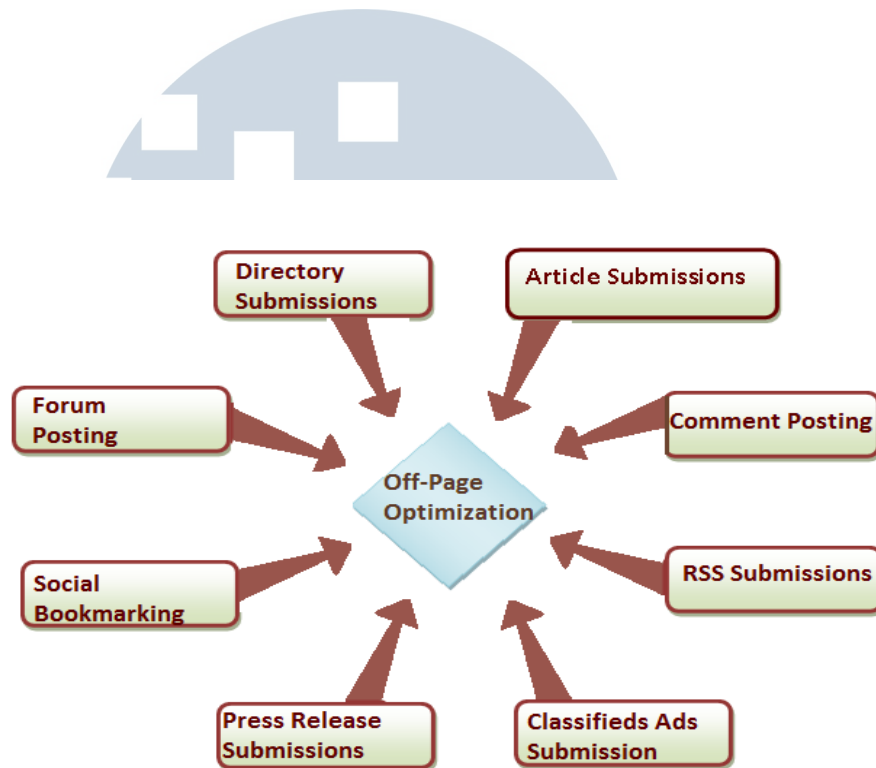 Directory
Submissions
Article Submissions
Forum
Posting
Comment Posting
Off-Page
Optimization
Social
Bookmarking
RSS Submissions
Press Release
Submissions
Classifieds Ads
Submission